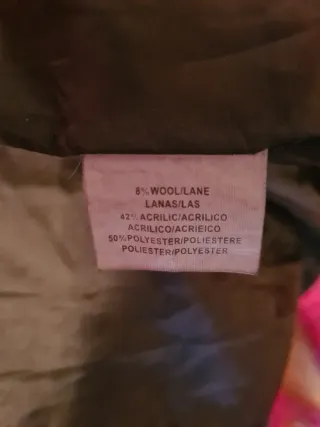 8% WOOL/LANE
LANAS/LAS
42% ACRILIC/ACRILICO
ACRILICO/ACRIEICO
50%POLYESTER/POLIESTERE
POLIESTER/POLYESTER